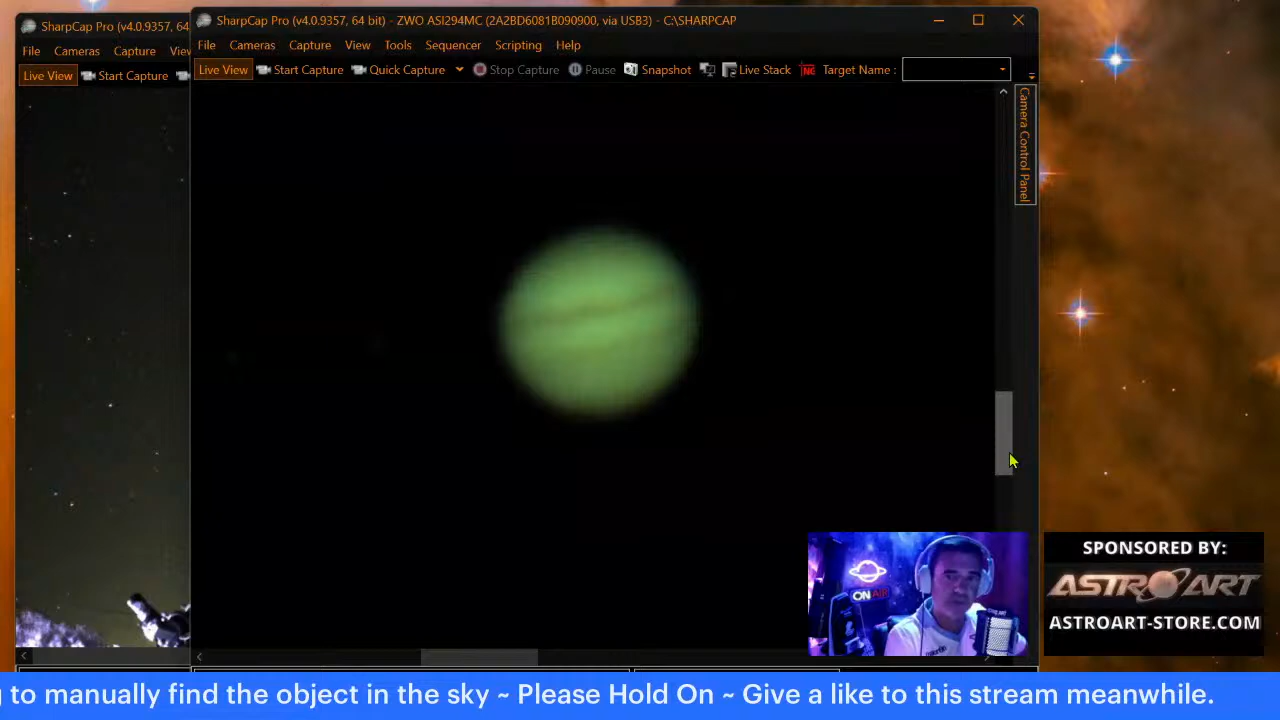 SharpCap Pro (v4.0.9357, 64
File Cameras Capture Viev
Live View Start Capture
SharpCap Pro (v4.0.9357, 64 bit) - ZWO ASI294MC (2A2BD6081B090900, via USB3) - C:\SHARPCAP
File Cameras Capture View Tools Sequencer Scripting Help
Live View Start Capture Quick Capture Stop Capture Pause Snapshot Live Stack Target Name :
Camera Control Panel
ON AIR
SPONSORED BY:
ASTROART
ASTROART-STORE.COM
g to manually find the object in the sky ~ Please Hold On ~ Give a like to this stream meanwhile.